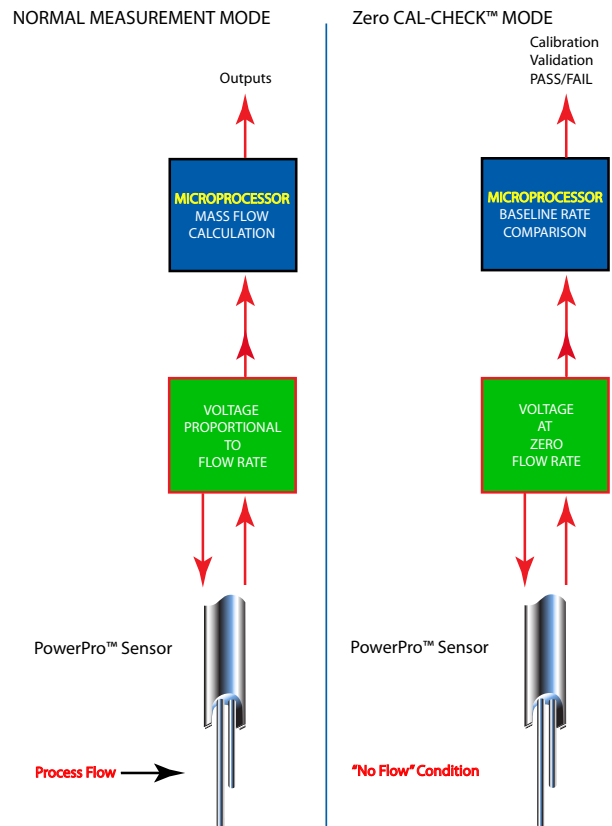 NORMAL MEASUREMENT MODE
Outputs
MICROPROCESSOR
MASS FLOW
CALCULATION
VOLTAGE
PROPORTIONAL
TO
FLOW RATE
PowerPro™ Sensor
Process Flow
Zero CAL-CHECK™ MODE
Calibration
Validation
PASS/FAIL
MICROPROCESSOR
BASELINE RATE
COMPARISON
VOLTAGE
AT
ZERO
FLOW RATE
PowerPro™ Sensor
"No Flow" Condition